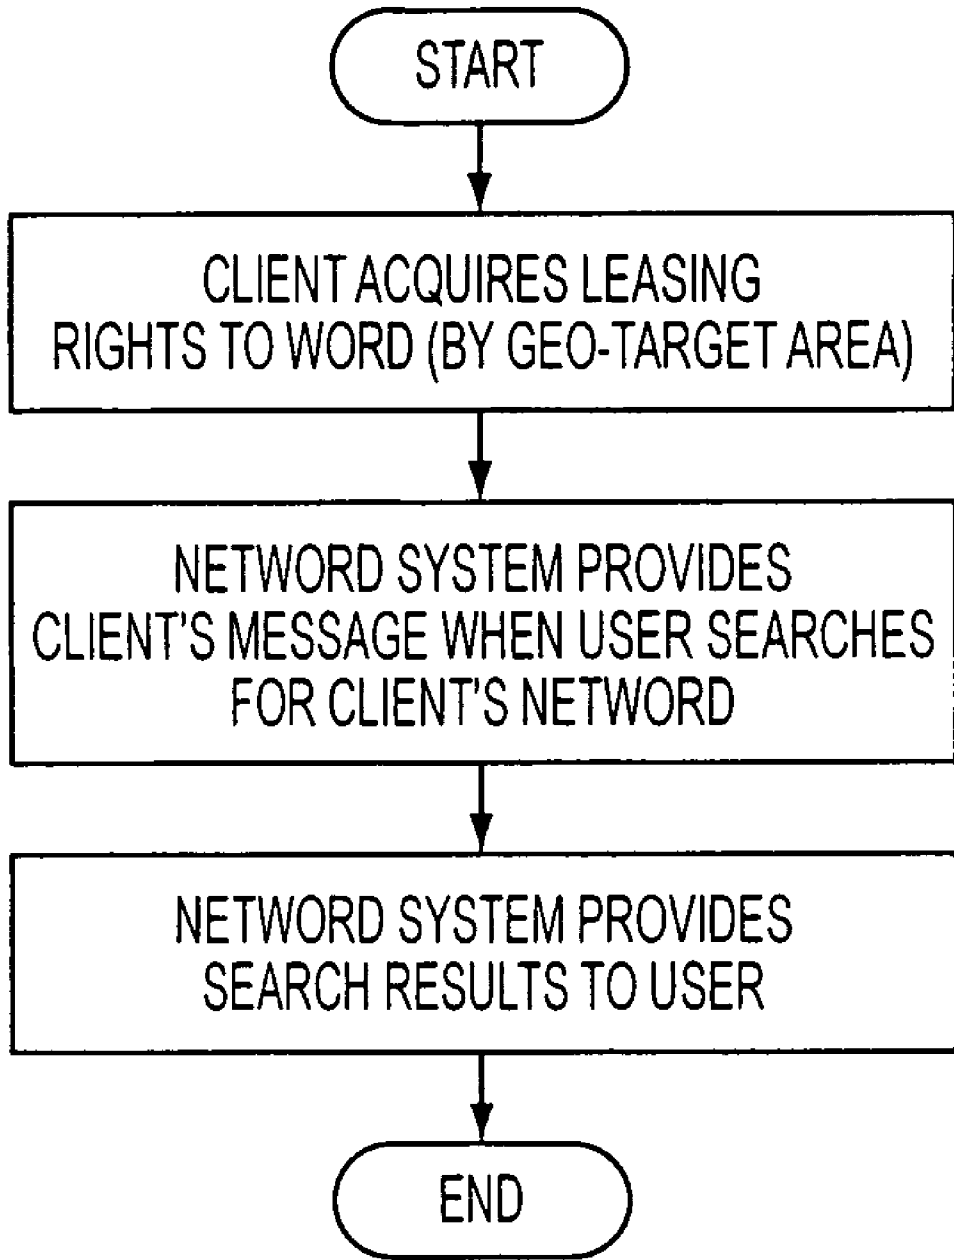 START
CLIENT ACQUIRES LEASING
RIGHTS TO WORD (BY GEO-TARGET AREA)
NETWORD SYSTEM PROVIDES
CLIENT'S MESSAGE WHEN USER SEARCHES
FOR CLIENT'S NETWORD
NETWORD SYSTEM PROVIDES
SEARCH RESULTS TO USER
END